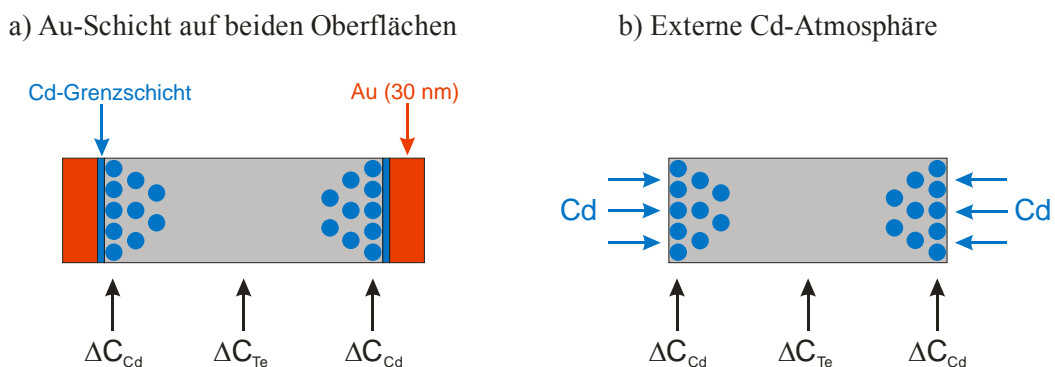 a) Au-Schicht auf beiden Oberflächen
Cd-Grenzschicht
Au (30 nm)
ΔC_Cd
ΔC_Te
ΔC_Cd
b) Externe Cd-Atmosphäre
Cd
Cd
ΔC_Cd
ΔC_Te
ΔC_Cd